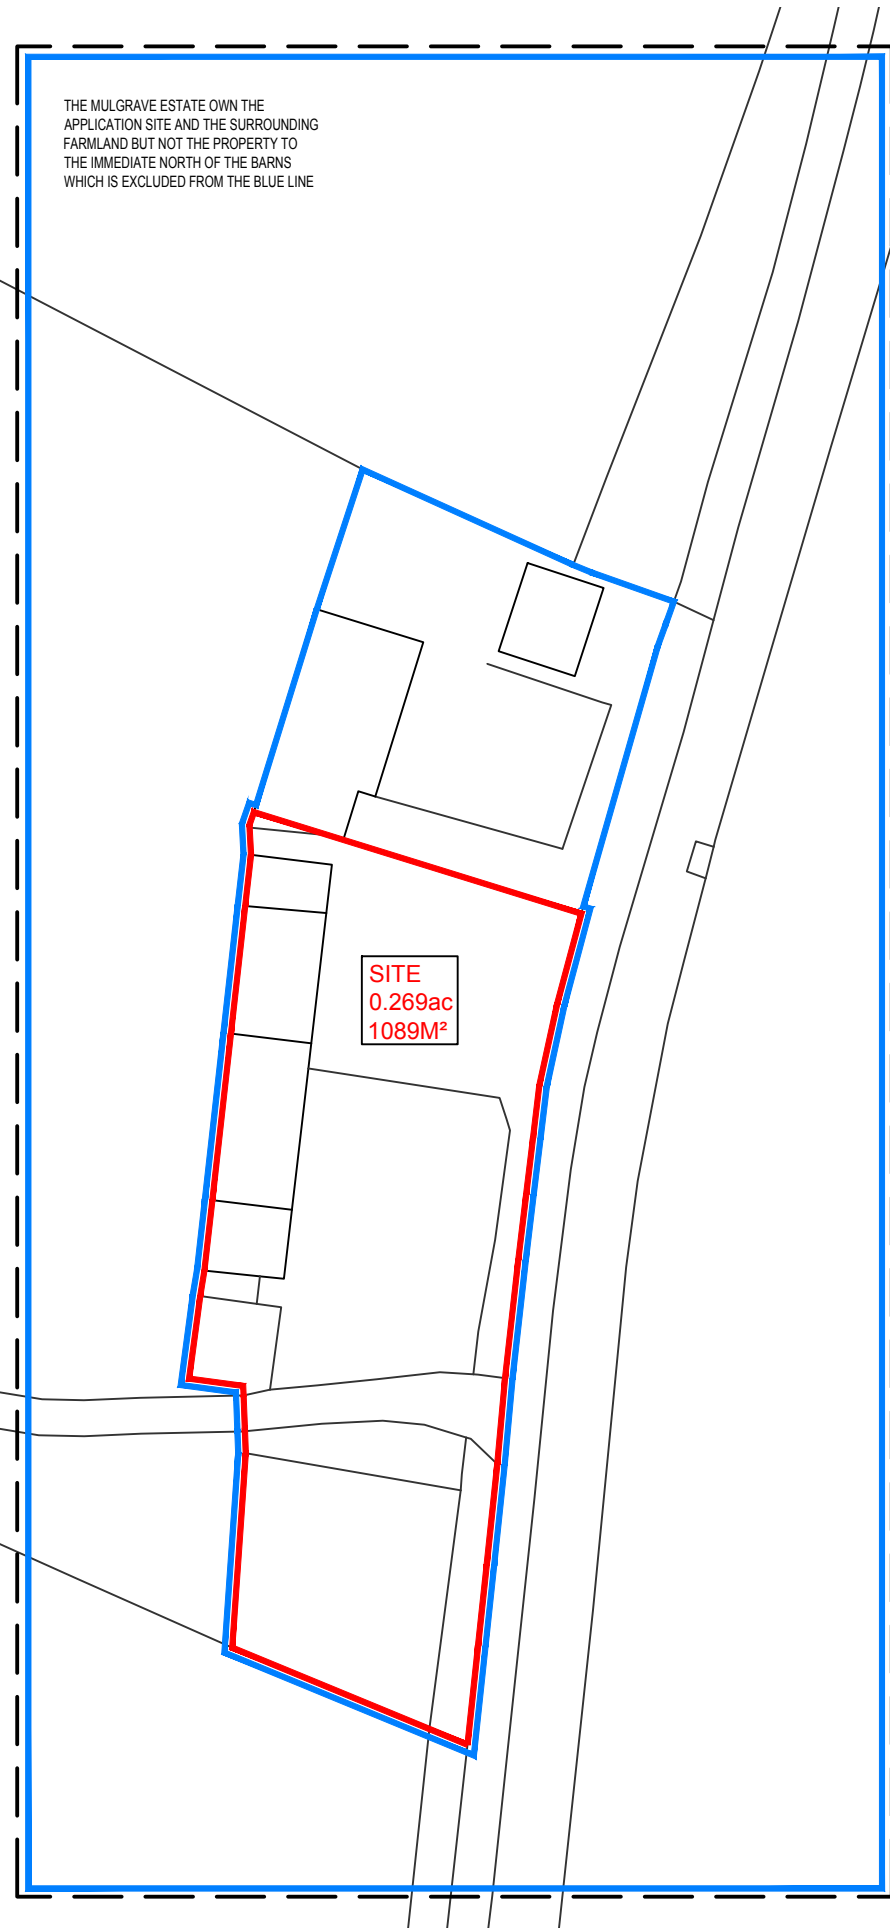 THE MULGRAVE ESTATE OWN THE
APPLICATION SITE AND THE SURROUNDING
FARMLAND BUT NOT THE PROPERTY TO
THE IMMEDIATE NORTH OF THE BARNS
WHICH IS EXCLUDED FROM THE BLUE LINE
SITE
0.269ac
1089M²